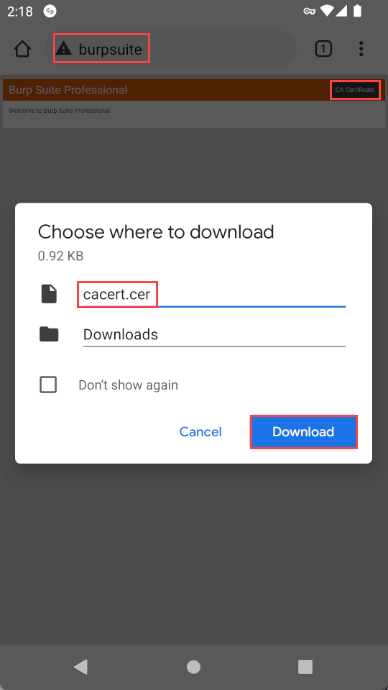 2:18
burpsuite
1
Burp Suite Professional
CA Certificate
Welcome to Burp Suite Professional.
Choose where to download
0.92 KB
cacert.cer
Downloads
Don't show again
Cancel
Download